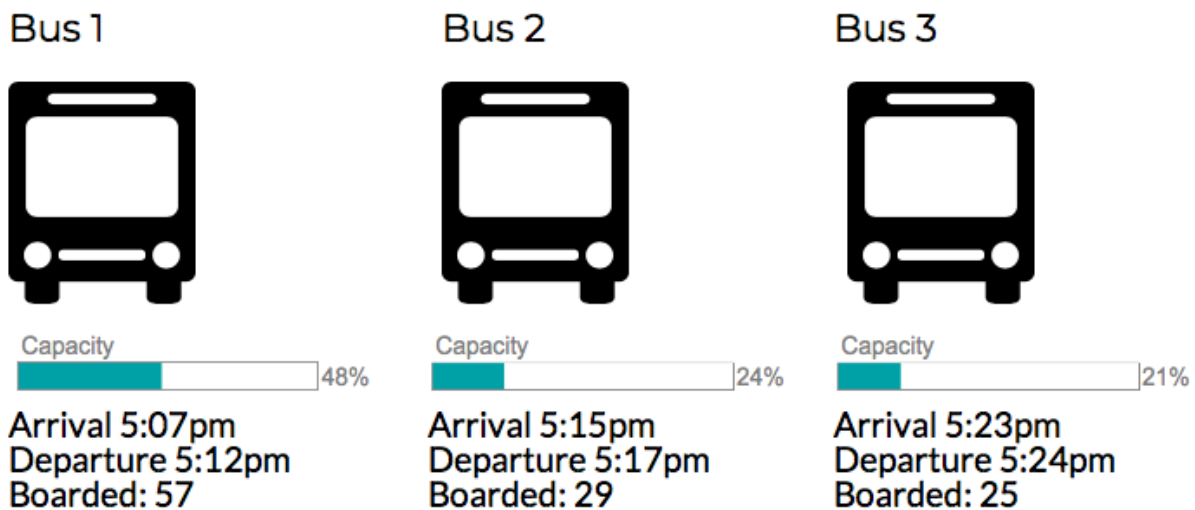 Bus 1
Bus 2
Bus 3
Capacity
48%
Capacity
24%
Capacity
21%
Arrival 5:07pm
Departure 5:12pm
Boarded: 57
Arrival 5:15pm
Departure 5:17pm
Boarded: 29
Arrival 5:23pm
Departure 5:24pm
Boarded: 25